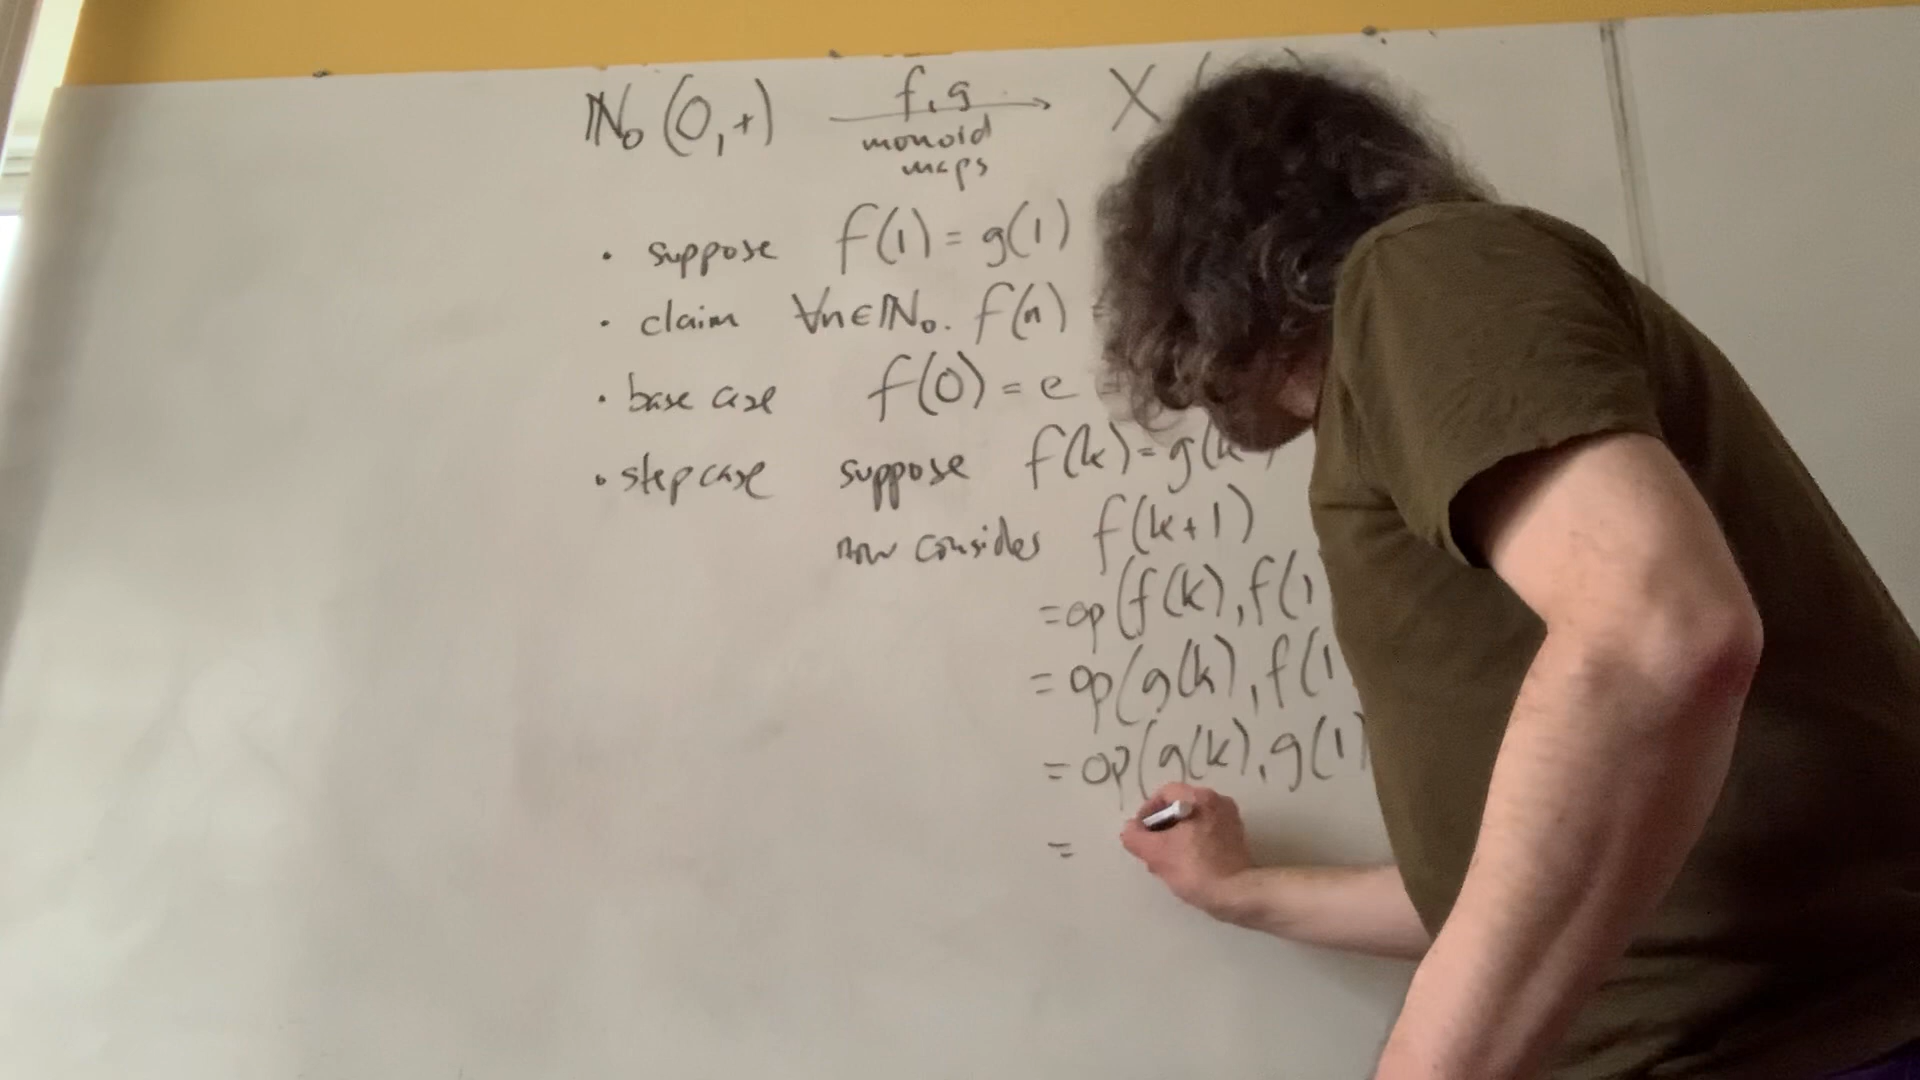 ℕ₀ (0,+) f,g X
monoid
maps
• suppose f(1) = g(1)
• claim ∀n∈ℕ₀. f(n) =
• base case f(0) = e =
• step case suppose f(k) = g(k
now consider f(k+1)
= op(f(k), f(1
= op(g(k), f(1
= op(g(k), g(1)
=